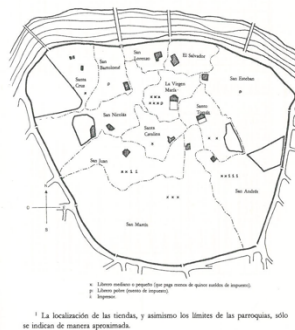 San
Lorenzo
El Salvador
San
Bartolomé
Santa
Cruz
La Virgen
María
San Esteban
San Nicolás
Santo
Tomás
Santa
Catalina
San Juan
San Andrés
San Martín
a Librero mediano o pequeño (que paga menos de quince sueldos de impuesto).
p Librero pobre (exento de impuesto).
i Impresor.
¹ La localización de las tiendas, y asimismo los límites de las parroquias, sólo
se indican de manera aproximada.